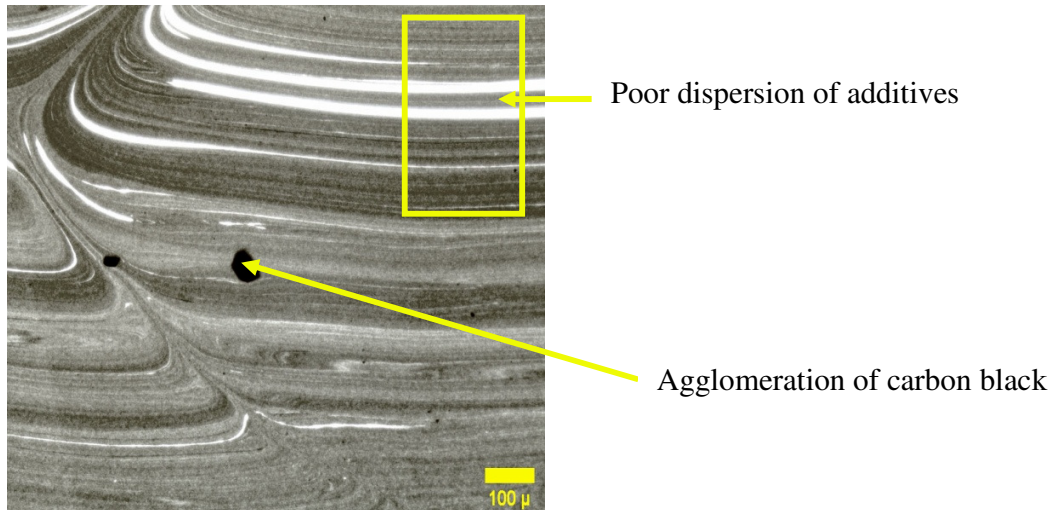 Poor dispersion of additives
Agglomeration of carbon black
100 µ